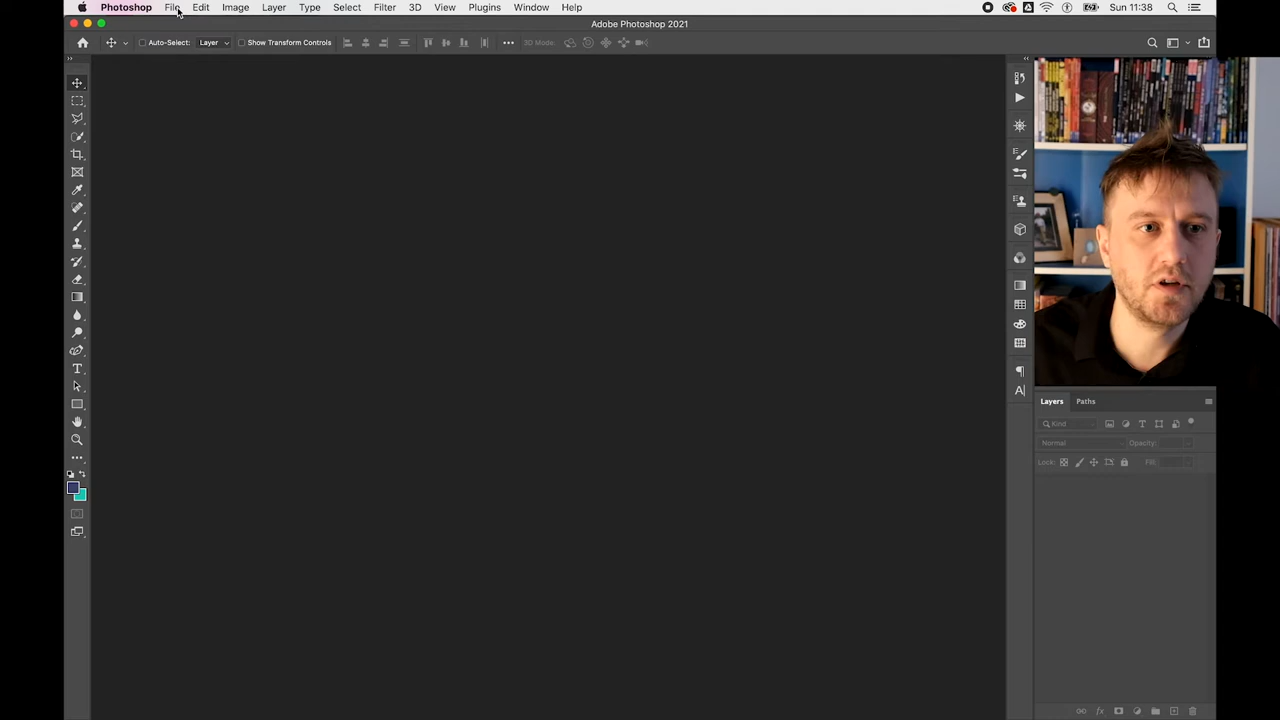 Photoshop File Edit Image Layer Type Select Filter 3D View Plugins Window Help Sun 11:38
Adobe Photoshop 2021
Auto-Select: Layer Show Transform Controls 3D Mode:
Layers Paths
Kind
Normal Opacity:
Lock: Fill: